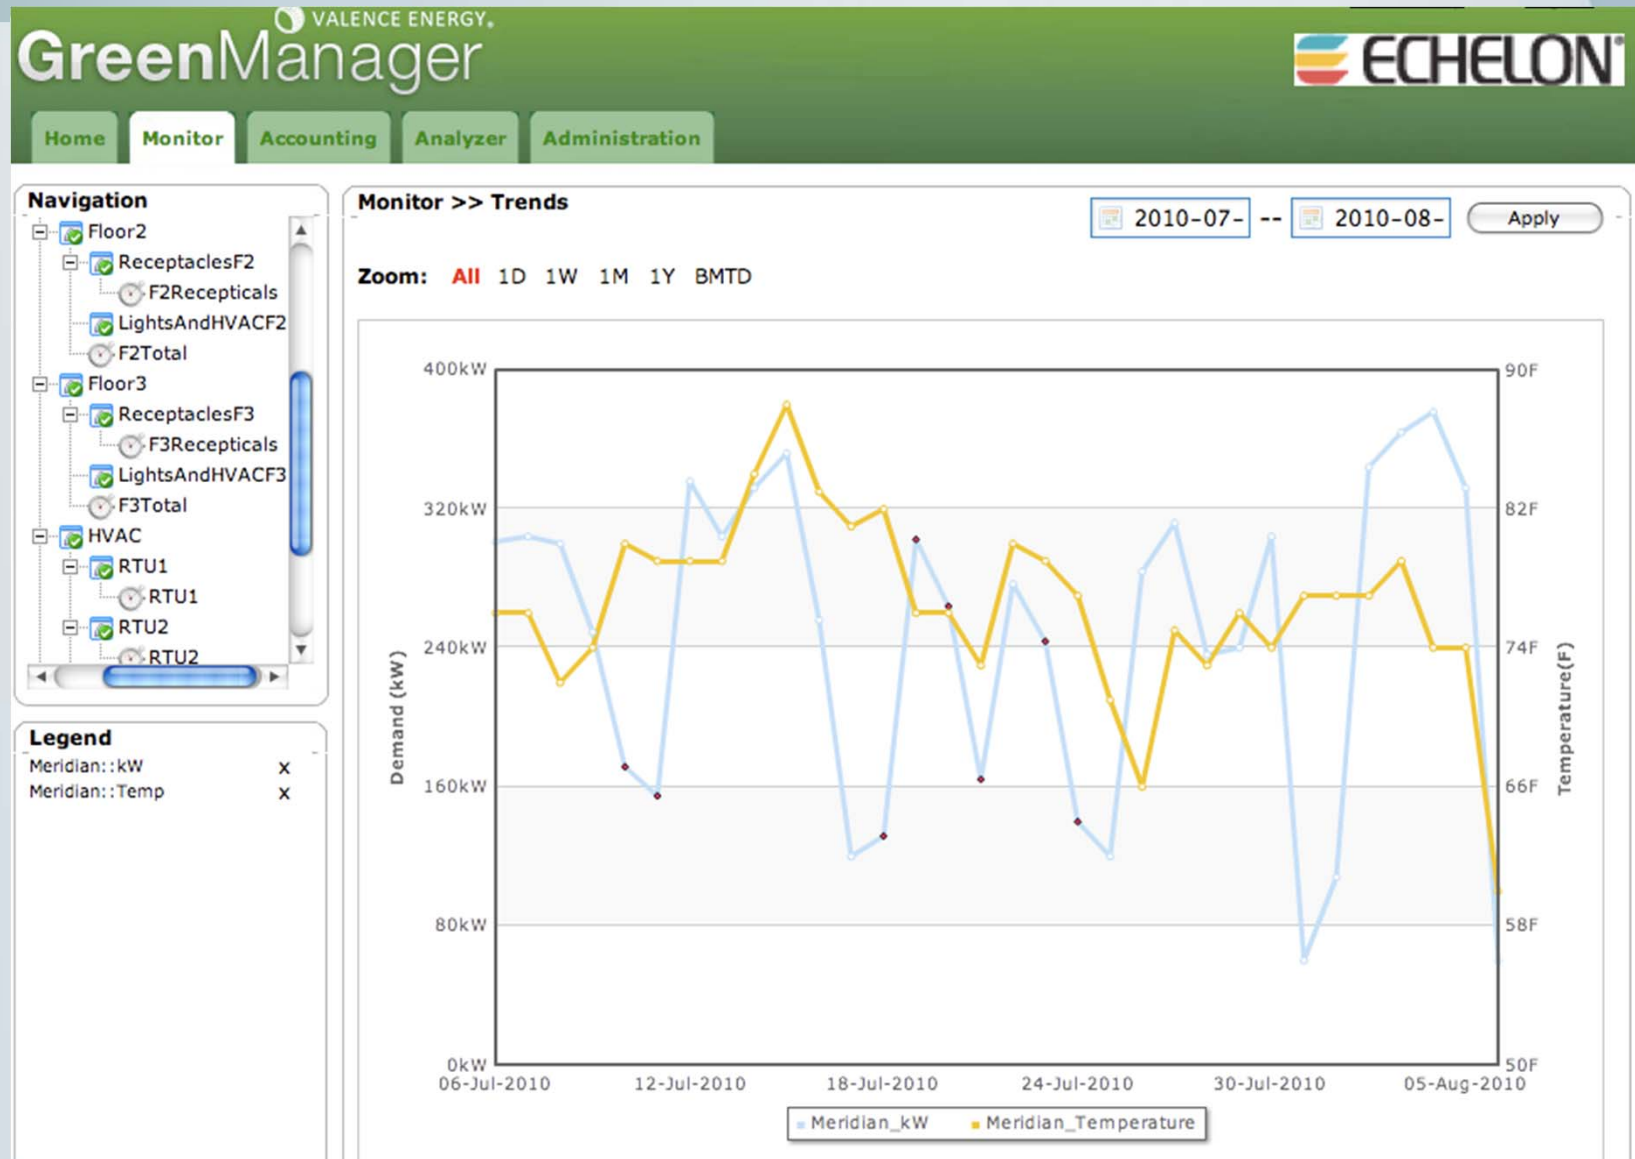 VALENCE ENERGY.
GreenManager
ECHELON
Home Monitor Accounting Analyzer Administration
Navigation
Floor2
ReceptaclesF2
F2Recepticals
LightsAndHVACF2
F2Total
Floor3
ReceptaclesF3
F3Recepticals
LightsAndHVACF3
F3Total
HVAC
RTU1
RTU1
RTU2
RTU2
Legend
Meridian::kW x
Meridian::Temp x
Monitor >> Trends
2010-07- -- 2010-08- Apply
Zoom: All 1D 1W 1M 1Y BMTD
400kW 90F
320kW 82F
240kW 74F
160kW 66F
80kW 58F
0kW 50F
Demand (kW)
Temperature(F)
06-Jul-2010 12-Jul-2010 18-Jul-2010 24-Jul-2010 30-Jul-2010 05-Aug-2010
Meridian_kW Meridian_Temperature